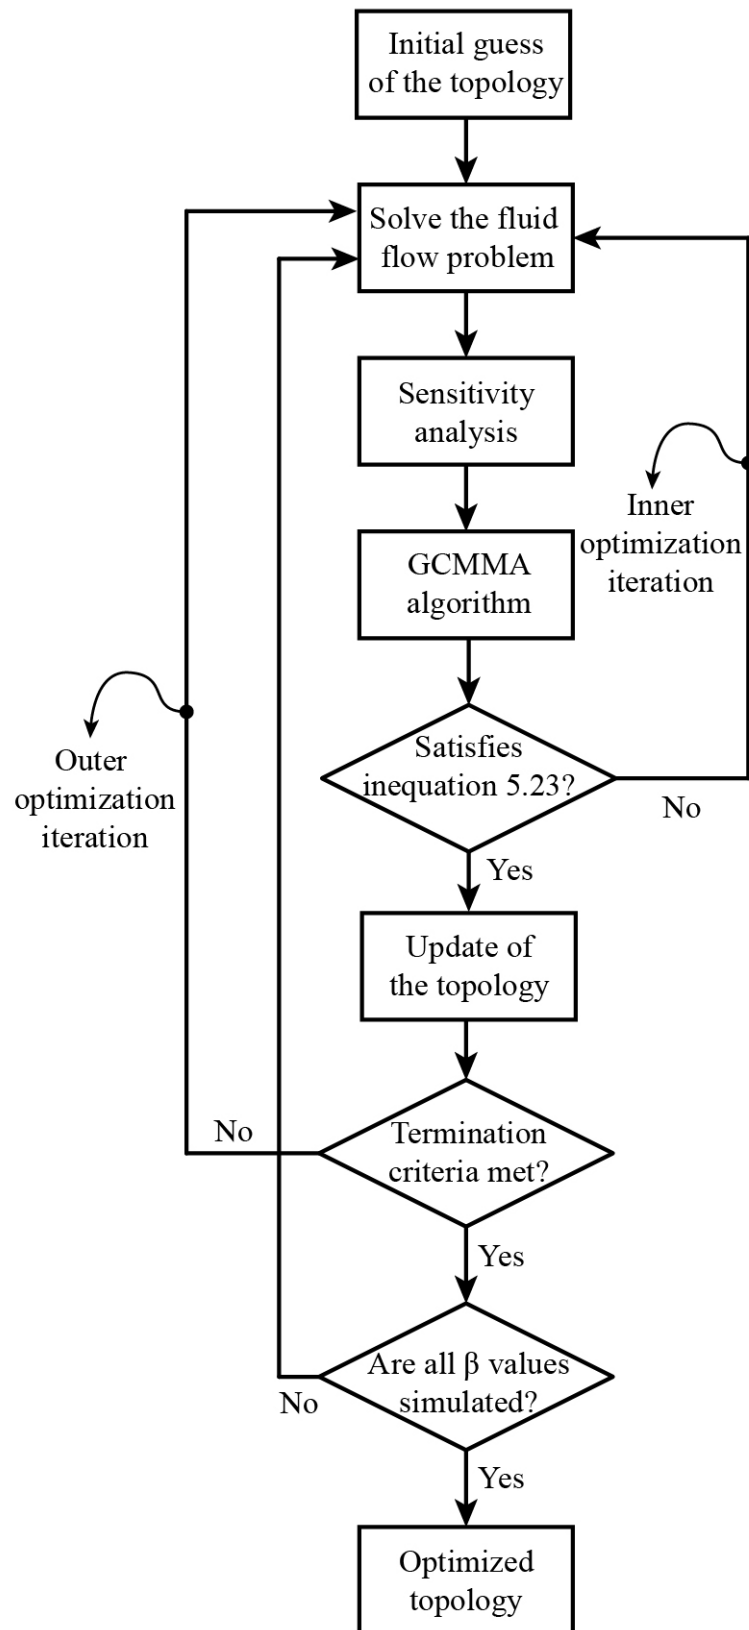 Initial guess
of the topology
Solve the fluid
flow problem
Sensitivity
analysis
Inner
optimization
iteration
GCMMA
algorithm
Outer
optimization
iteration
Satisfies
inequation 5.23?
No
Yes
Update of
the topology
No
Termination
criteria met?
Yes
Are all β values
simulated?
No
Yes
Optimized
topology